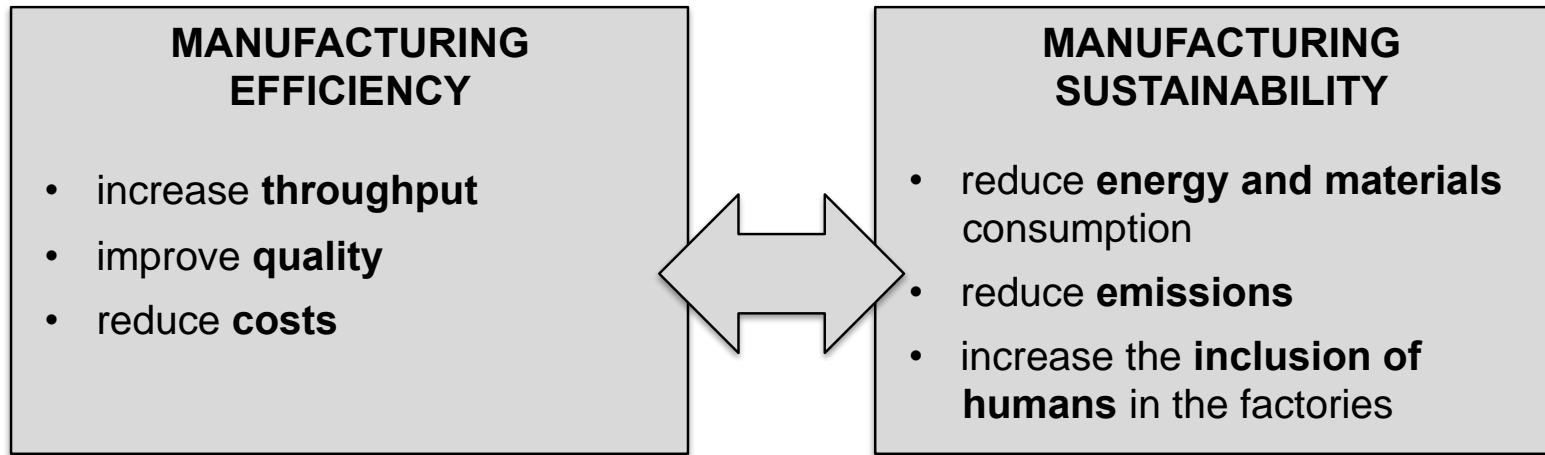 MANUFACTURING
EFFICIENCY
• increase throughput
• improve quality
• reduce costs
MANUFACTURING
SUSTAINABILITY
• reduce energy and materials
consumption
• reduce emissions
• increase the inclusion of
humans in the factories